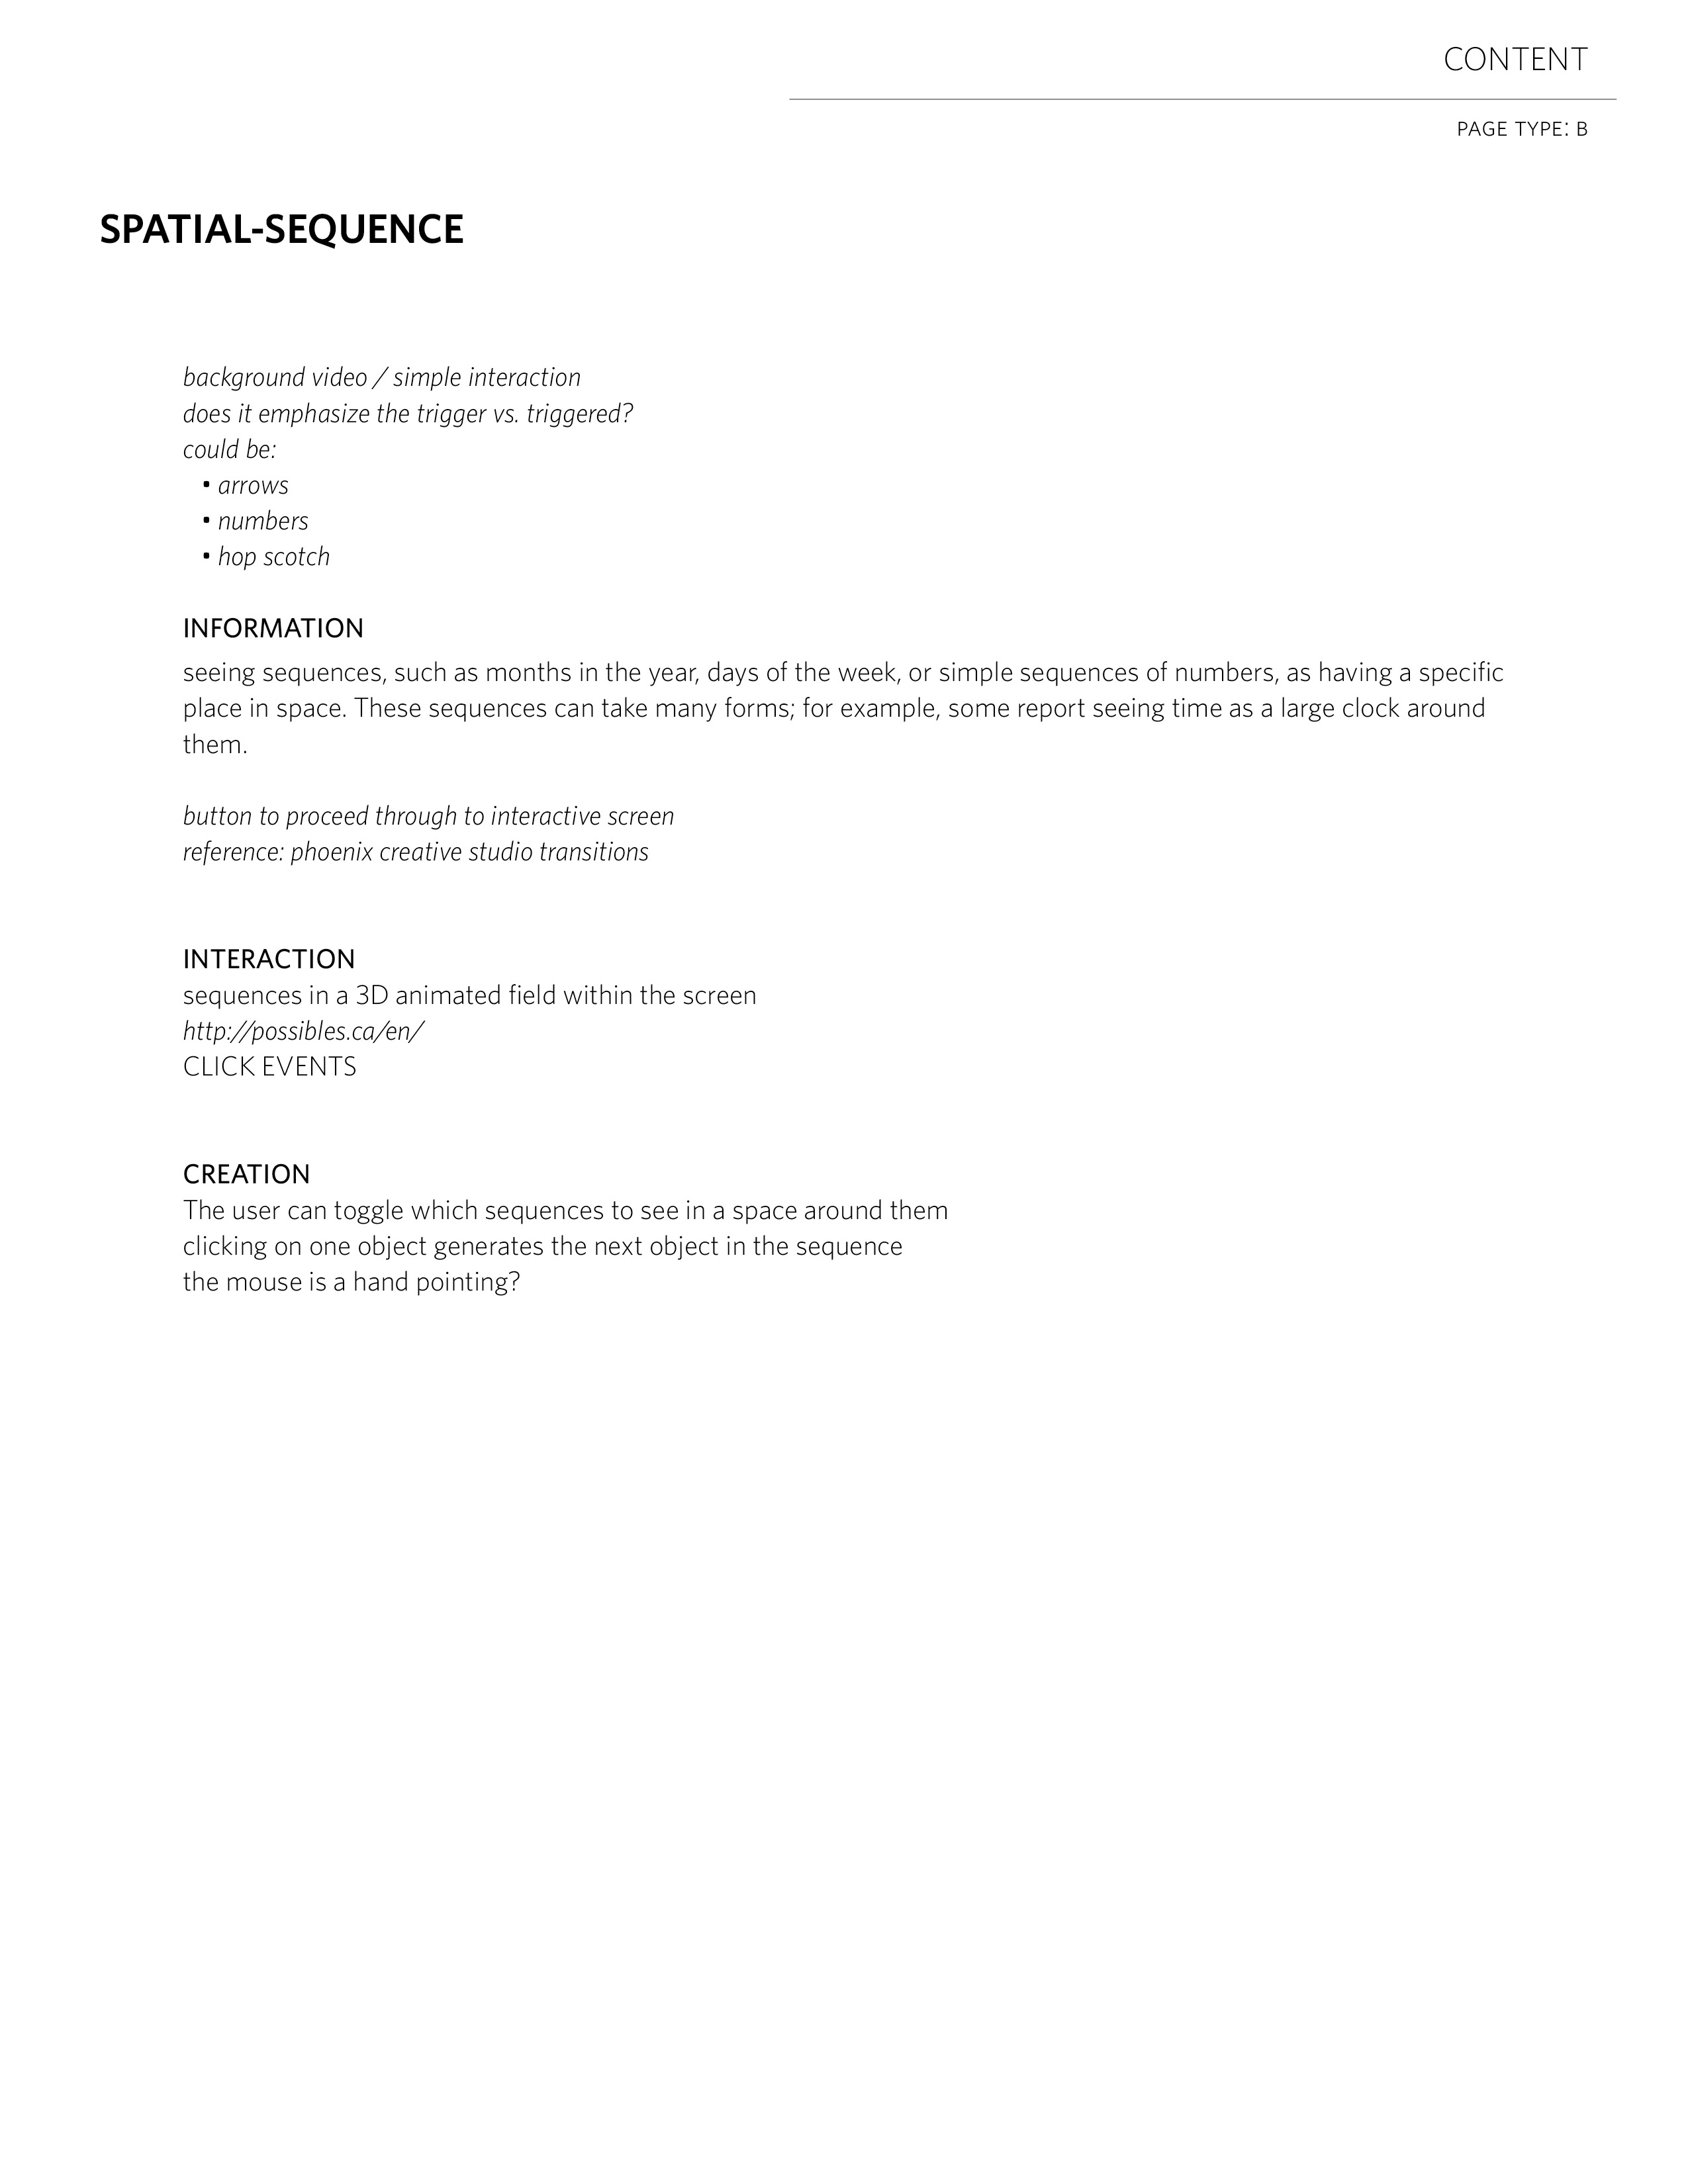 CONTENT
PAGE TYPE: B
SPATIAL-SEQUENCE
background video / simple interaction
does it emphasize the trigger vs. triggered?
could be:
• arrows
• numbers
• hop scotch
INFORMATION
seeing sequences, such as months in the year, days of the week, or simple sequences of numbers, as having a specific
place in space. These sequences can take many forms; for example, some report seeing time as a large clock around
them.
button to proceed through to interactive screen
reference: phoenix creative studio transitions
INTERACTION
sequences in a 3D animated field within the screen
http://possibles.ca/en/
CLICK EVENTS
CREATION
The user can toggle which sequences to see in a space around them
clicking on one object generates the next object in the sequence
the mouse is a hand pointing?